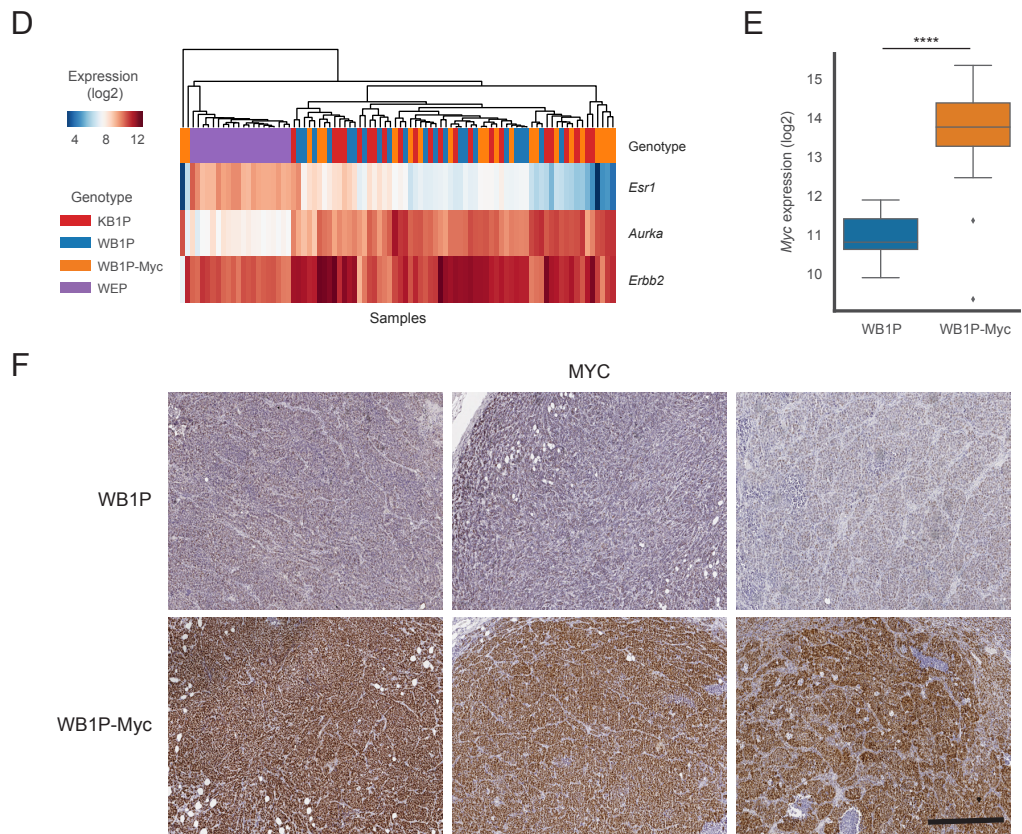 D
Expression
(log2)
4 8 12
Genotype
KB1P
WB1P
WB1P-Myc
WEP
Genotype
Esr1
Aurka
Erbb2
Samples
E
****
Myc expression (log2)
15
14
13
12
11
10
WB1P
WB1P-Myc
F
MYC
WB1P
WB1P-Myc